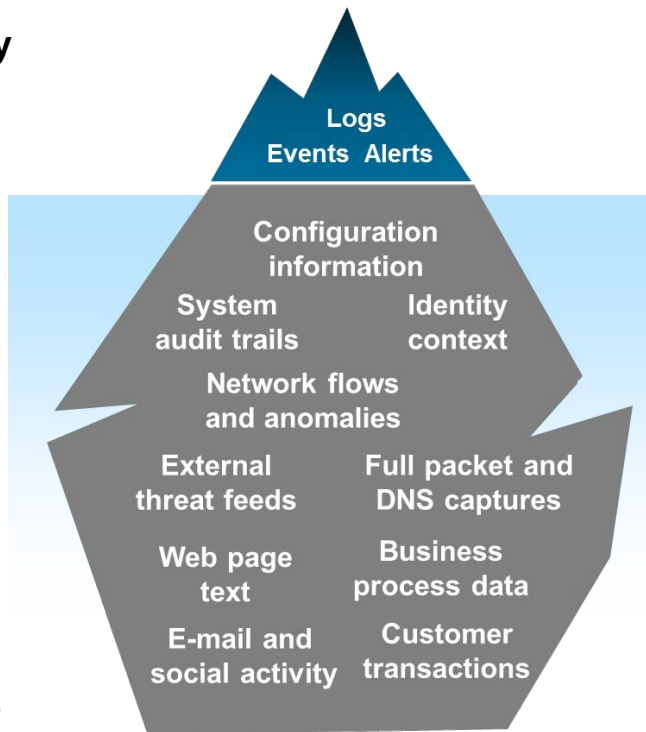 y
Logs
Events Alerts
Configuration
information
System
audit trails
Identity
context
Network flows
and anomalies
External
threat feeds
Full packet and
DNS captures
Web page
text
Business
process data
E-mail and
social activity
Customer
transactions